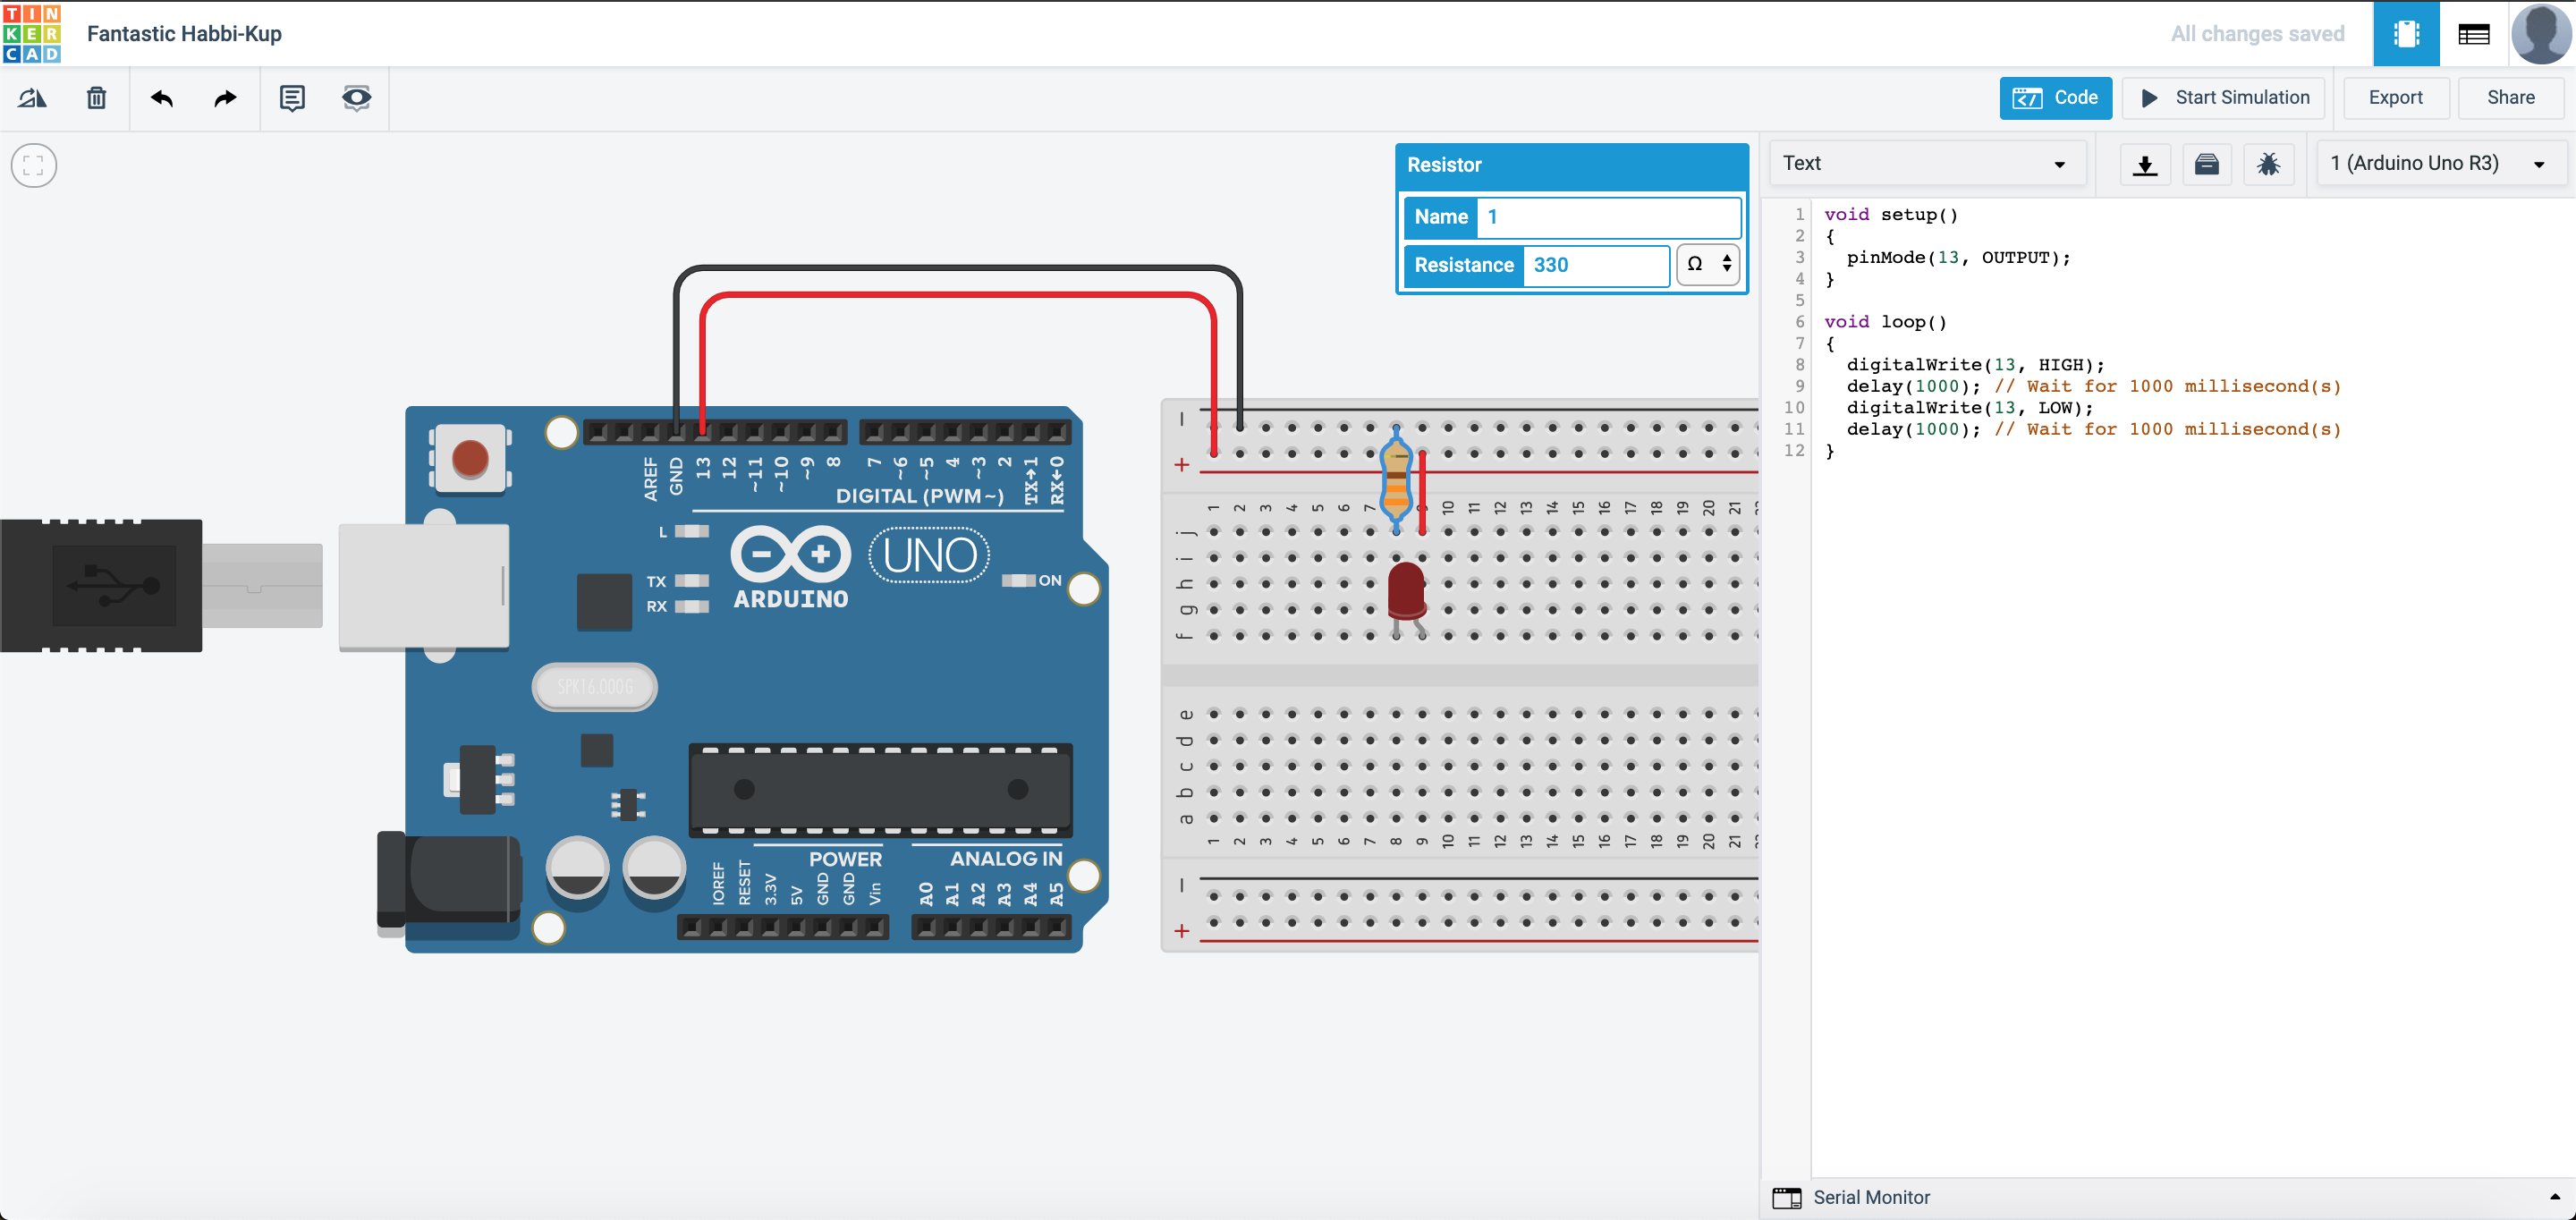 TIN
KER
CAD
Fantastic Habbi-Kup
All changes saved
Code
Start Simulation
Export
Share
Resistor
Name 1
Resistance 330 Ω
Text
1 (Arduino Uno R3)
1 void setup()
2 {
3 pinMode(13, OUTPUT);
4 }
5
6 void loop()
7 {
8 digitalWrite(13, HIGH);
9 delay(1000); // Wait for 1000 millisecond(s)
10 digitalWrite(13, LOW);
11 delay(1000); // Wait for 1000 millisecond(s)
12 }
AREF GND 13 12 ~11 ~10 ~9 8 7 ~6 ~5 4 ~3 2 TX→1 RX←0
DIGITAL (PWM~)
L
TX
RX
UNO
ON
ARDUINO
SPK16.000G
POWER
ANALOG IN
IOREF RESET 3.3V 5V GND GND Vin A0 A1 A2 A3 A4 A5
−
+
1 2 3 4 5 6 7 10 11 12 13 14 15 16 17 18 19 20 21
j
i
h
g
f
e
d
c
b
a
1 2 3 4 5 6 7 8 9 10 11 12 13 14 15 16 17 18 19 20 21
−
+
Serial Monitor